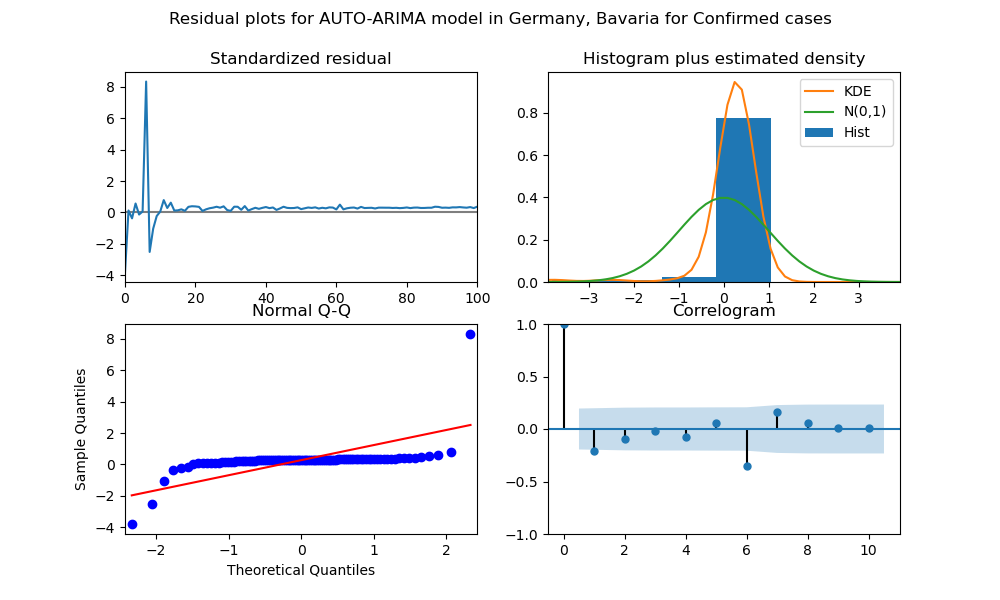 Residual plots for AUTO-ARIMA model in Germany, Bavaria for Confirmed cases
Standardized residual
8
6
4
2
0
−2
−4
0 20 40 60 80 100
Histogram plus estimated density
KDE
N(0,1)
Hist
0.8
0.6
0.4
0.2
0.0
−3 −2 −1 0 1 2 3
Normal Q-Q
Sample Quantiles
8
6
4
2
0
−2
−4
−2 −1 0 1 2
Theoretical Quantiles
Correlogram
1.0
0.5
0.0
−0.5
−1.0
0 2 4 6 8 10